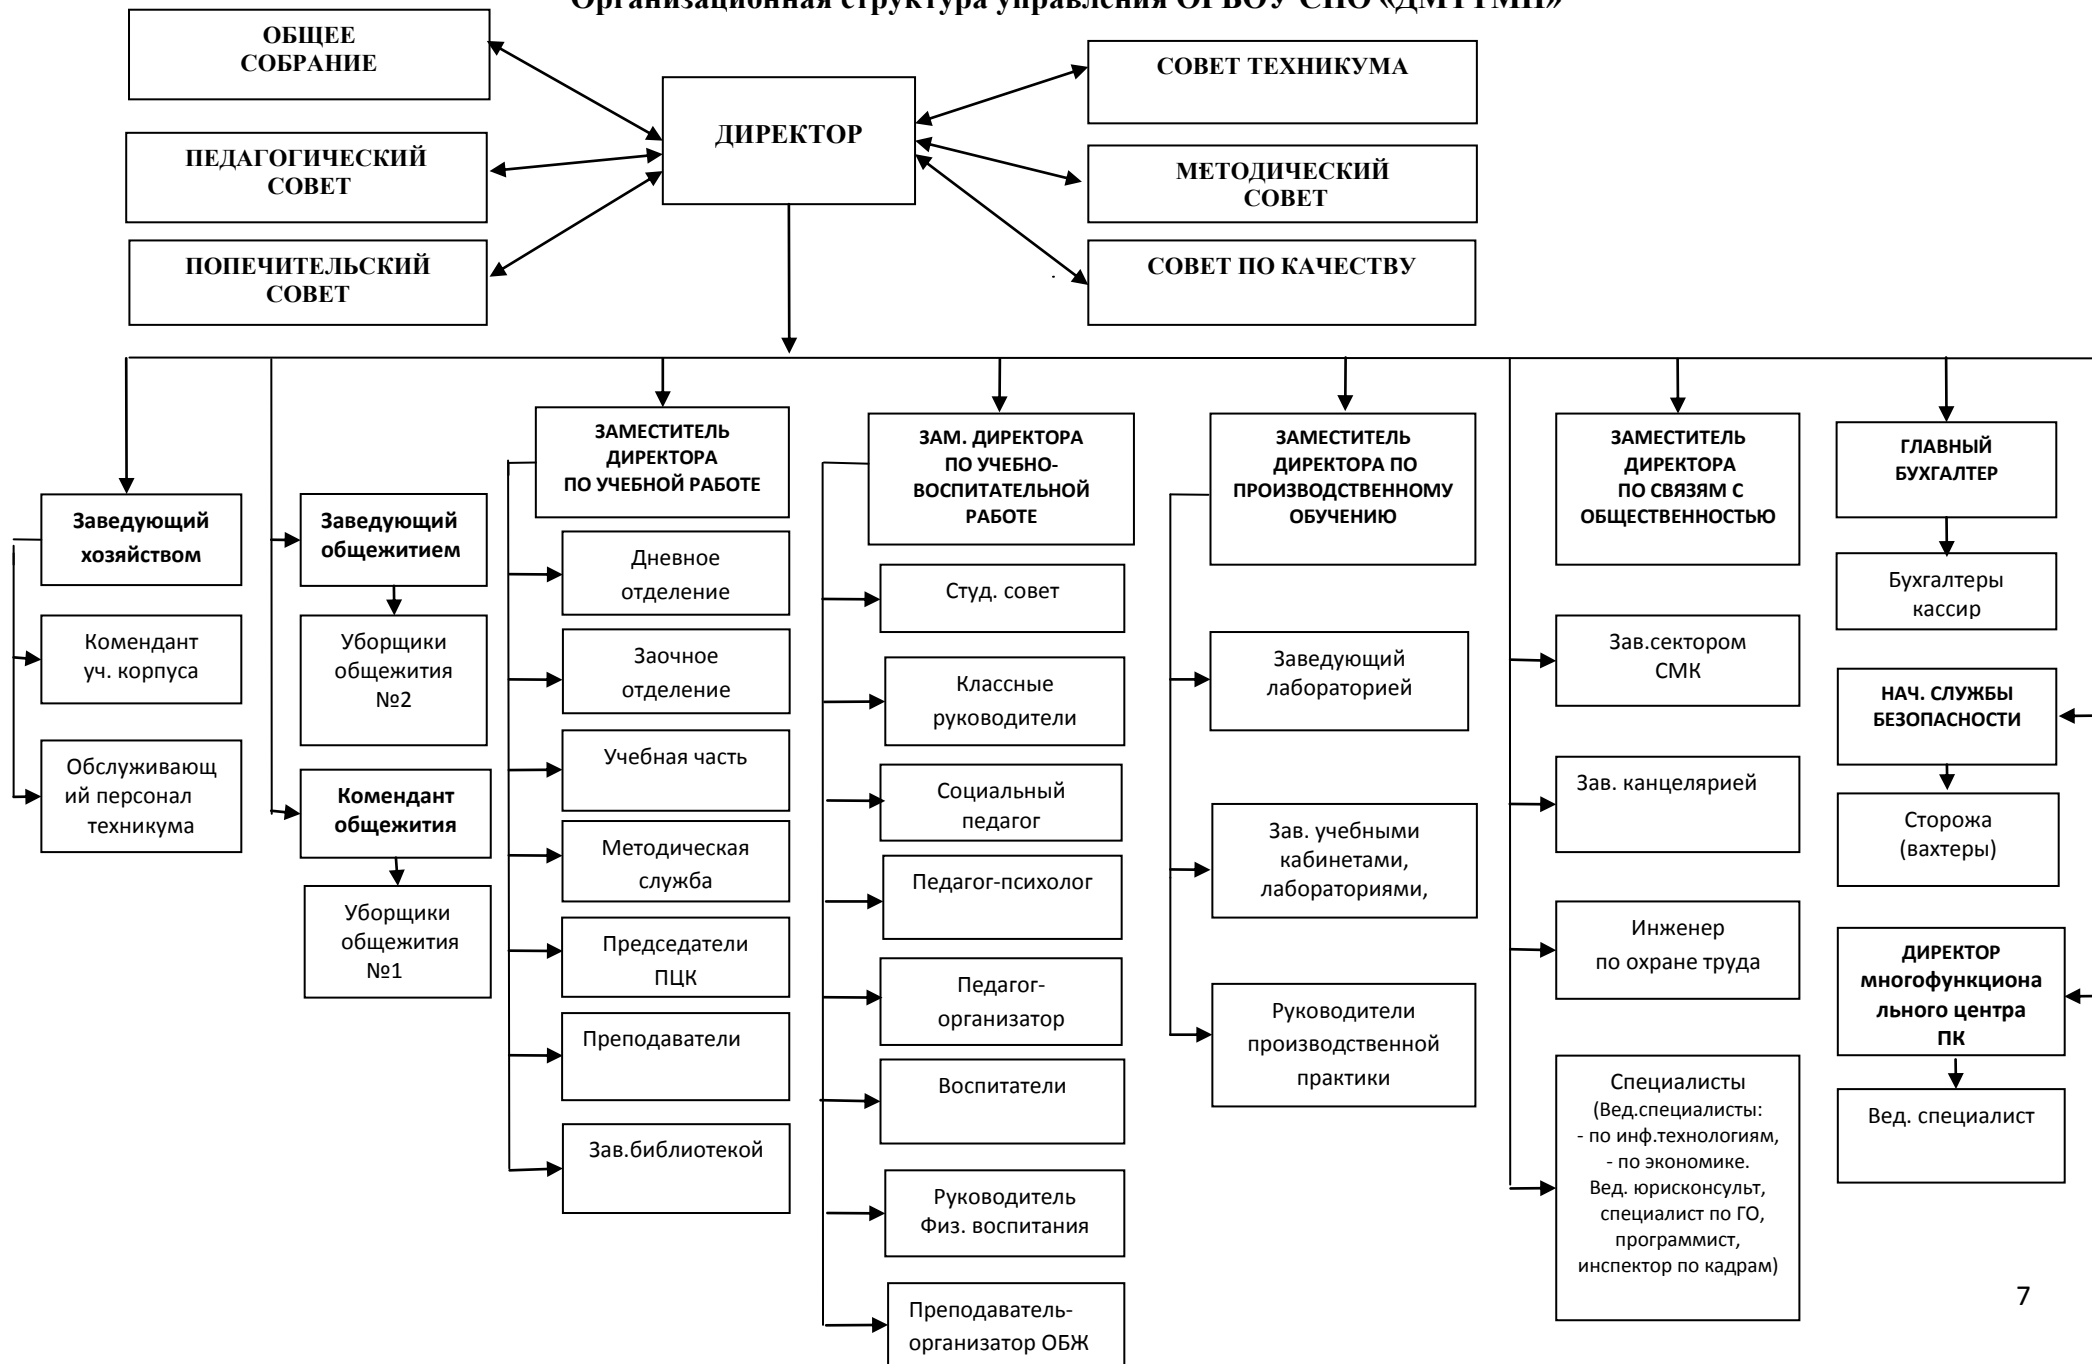 Организационная структура управления ОГБОУ СПО
ОБЩЕЕ
СОБРАНИЕ
ПЕДАГОГИЧЕСКИЙ
СОВЕТ
ПОПЕЧИТЕЛЬСКИЙ
СОВЕТ
ДИРЕКТОР
СОВЕТ ТЕХНИКУМА
МЕТОДИЧЕСКИЙ
СОВЕТ
СОВЕТ ПО КАЧЕСТВУ
Заведующий
хозяйством
Комендант
уч. корпуса
Обслуживающ
ий персонал
техникума
Заведующий
общежитием
Уборщики
общежития
№2
Комендант
общежития
Уборщики
общежития
№1
ЗАМЕСТИТЕЛЬ
ДИРЕКТОРА
ПО УЧЕБНОЙ РАБОТЕ
Дневное
отделение
Заочное
отделение
Учебная часть
Методическая
служба
Председатели
ПЦК
Преподаватели
Зав.библиотекой
ЗАМ. ДИРЕКТОРА
ПО УЧЕБНО-
ВОСПИТАТЕЛЬНОЙ
РАБОТЕ
Студ. совет
Классные
руководители
Социальный
педагог
Педагог-психолог
Педагог-
организатор
Воспитатели
Руководитель
Физ. воспитания
Преподаватель-
организатор ОБЖ
ЗАМЕСТИТЕЛЬ
ДИРЕКТОРА ПО
ПРОИЗВОДСТВЕННОМУ
ОБУЧЕНИЮ
Заведующий
лабораторией
Зав. учебными
кабинетами,
лабораториями,
Руководители
производственной
практики
ЗАМЕСТИТЕЛЬ
ДИРЕКТОРА
ПО СВЯЗЯМ С
ОБЩЕСТВЕННОСТЬЮ
Зав.сектором
СМК
Зав. канцелярией
Инженер
по охране труда
Специалисты
(Вед.специалисты:
- по инф.технологиям,
- по экономике.
Вед. юрисконсульт,
специалист по ГО,
программист,
инспектор по кадрам)
ГЛАВНЫЙ
БУХГАЛТЕР
Бухгалтеры
кассир
НАЧ. СЛУЖБЫ
БЕЗОПАСНОСТИ
Сторожа
(вахтеры)
ДИРЕКТОР
многофункциона
льного центра
ПК
Вед. специалист
7